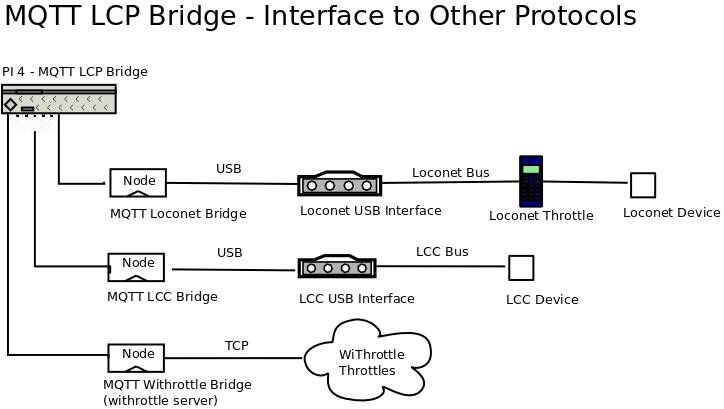 MQTT LCP Bridge - Interface to Other Protocols
PI 4 - MQTT LCP Bridge
Node
USB
Loconet Bus
MQTT Loconet Bridge
Loconet USB Interface
Loconet Throttle
Loconet Device
Node
USB
LCC Bus
MQTT LCC Bridge
LCC USB Interface
LCC Device
Node
TCP
WiThrottle
Throttles
MQTT Withrottle Bridge
(withrottle server)